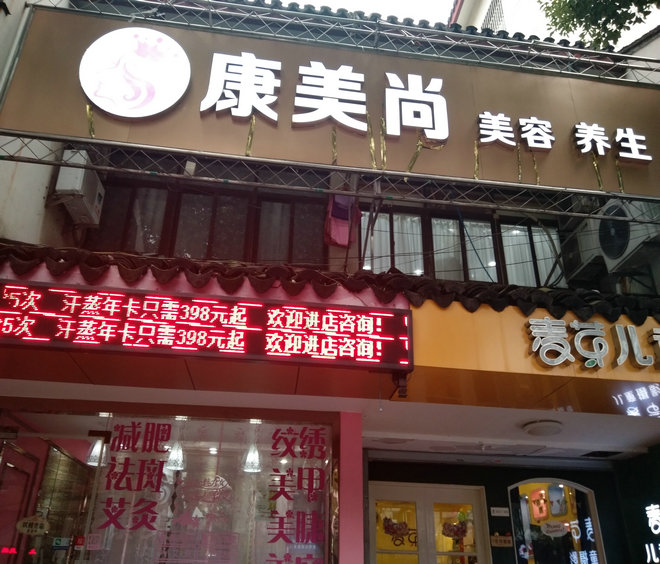 康美尚 美容 养生
5次 汗蒸年卡只需398元起 欢迎进店咨询!
5次 汗蒸年卡只需398元起 欢迎进店咨询!
麦苗儿
减肥
祛斑
艾灸
纹绣
美甲
美睫